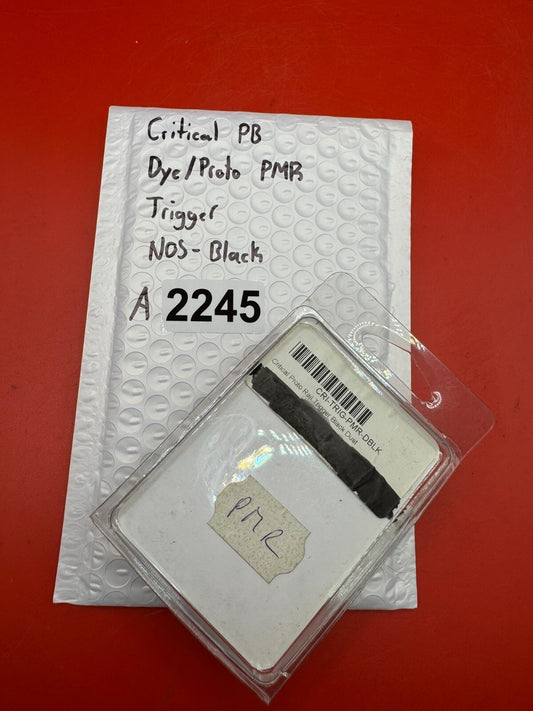 Critical PB
Dye/Proto PMR
Trigger
NOS-Black
A 2245
CRI-TRIG-PMR-DBLK
Critical Proto Rail Trigger Black Dust
PMR